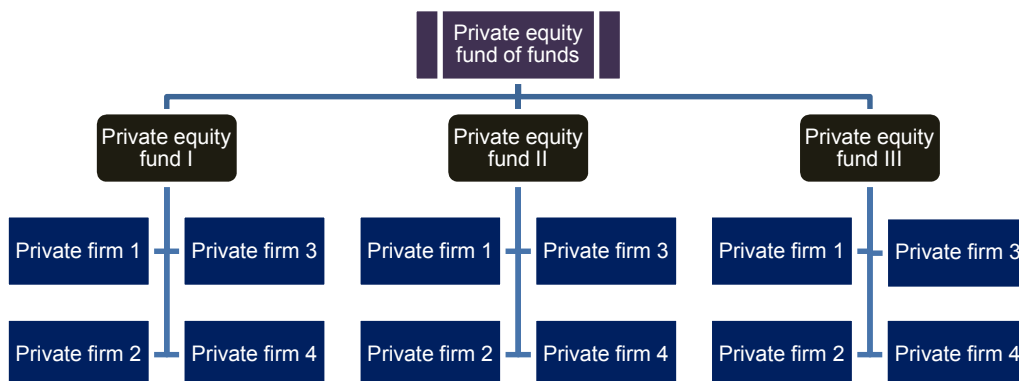 Private equity
fund of funds
Private equity
fund I
Private equity
fund II
Private equity
fund III
Private firm 1
Private firm 3
Private firm 1
Private firm 3
Private firm 1
Private firm 3
Private firm 2
Private firm 4
Private firm 2
Private firm 4
Private firm 2
Private firm 4